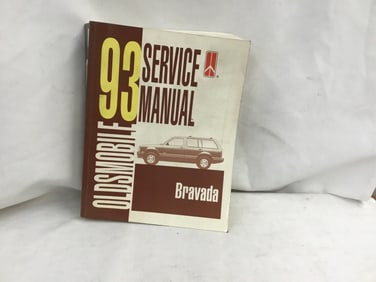 93 SERVICE
MANUAL
OLDSMOBILE
Bravada